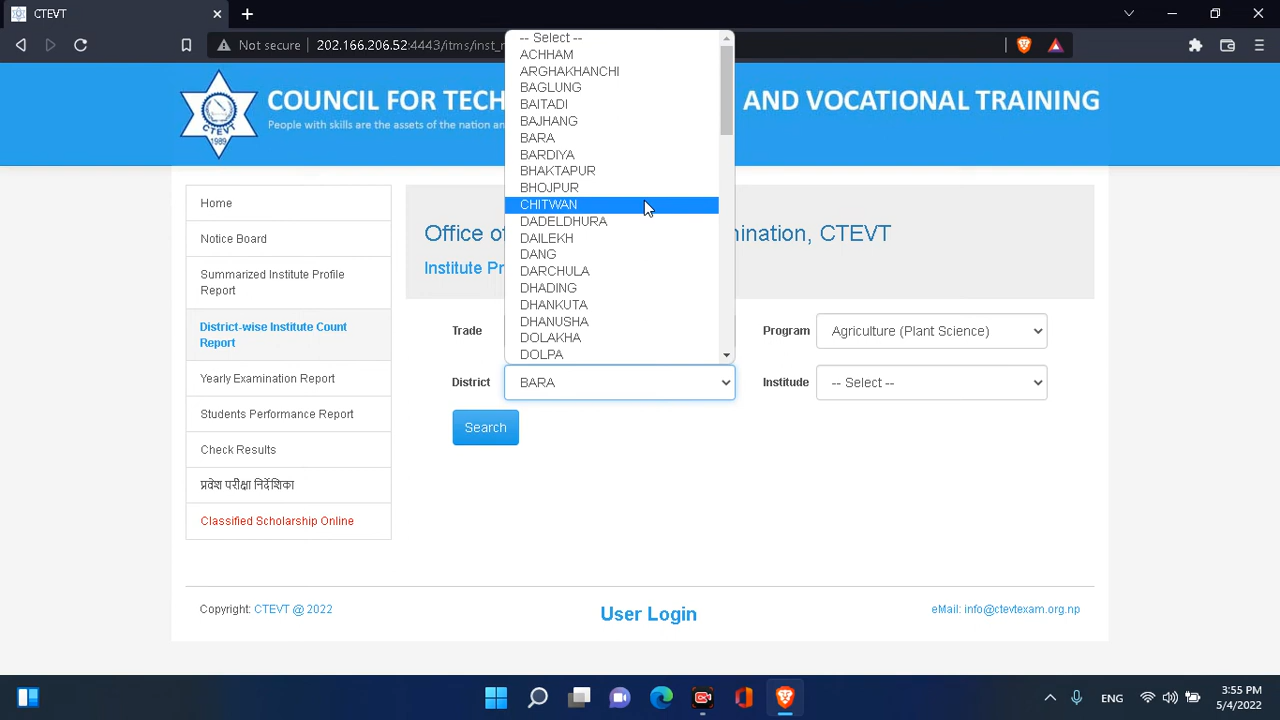 CTEVT
Not secure
202.166.206.52:4443/itms/inst_
CTEVT
1989
COUNCIL FOR TECH
AND VOCATIONAL TRAINING
People with skills are the assets of the nation an
-- Select --
ACHHAM
ARGHAKHANCHI
BAGLUNG
BAITADI
BAJHANG
BARA
BARDIYA
BHAKTAPUR
BHOJPUR
CHITWAN
DADELDHURA
DAILEKH
DANG
DARCHULA
DHADING
DHANKUTA
DHANUSHA
DOLAKHA
DOLPA
Home
Notice Board
Summarized Institute Profile
Report
District-wise Institute Count
Report
Yearly Examination Report
Students Performance Report
Check Results
प्रवेश परीक्षा निर्देशिका
Classified Scholarship Online
Office o
ination, CTEVT
Institute Pr
Trade
Program
Agriculture (Plant Science)
District
BARA
Institude
-- Select --
Search
Copyright: CTEVT @ 2022
User Login
eMail: info@ctevtexam.org.np
ENG
3:55 PM
5/4/2022